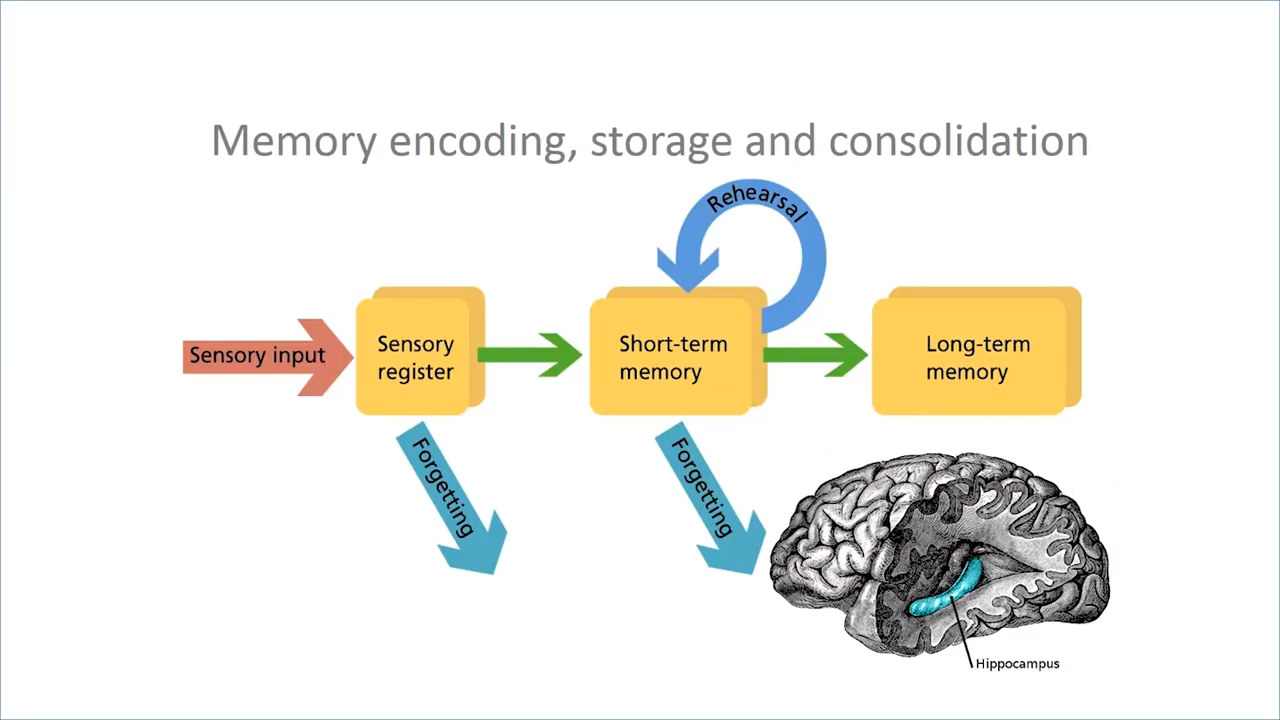 Memory encoding, storage and consolidation
Rehearsal
Sensory input
Sensory
register
Short-term
memory
Long-term
memory
Forgetting
Forgetting
Hippocampus